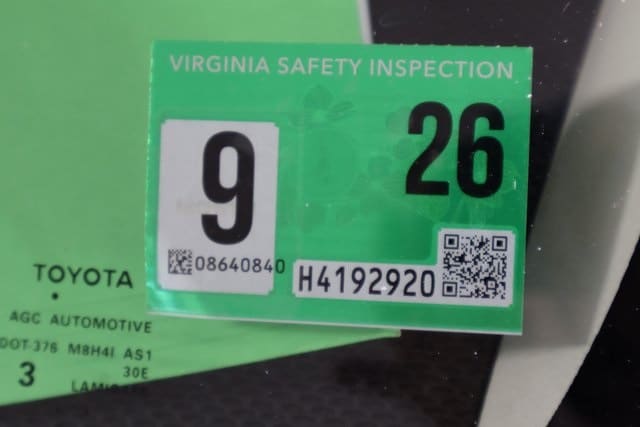 VIRGINIA SAFETY INSPECTION
9 26
08640840
H4192920
TOYOTA
AGC AUTOMOTIVE
DOT-376 M8H4I AS1
30E
3